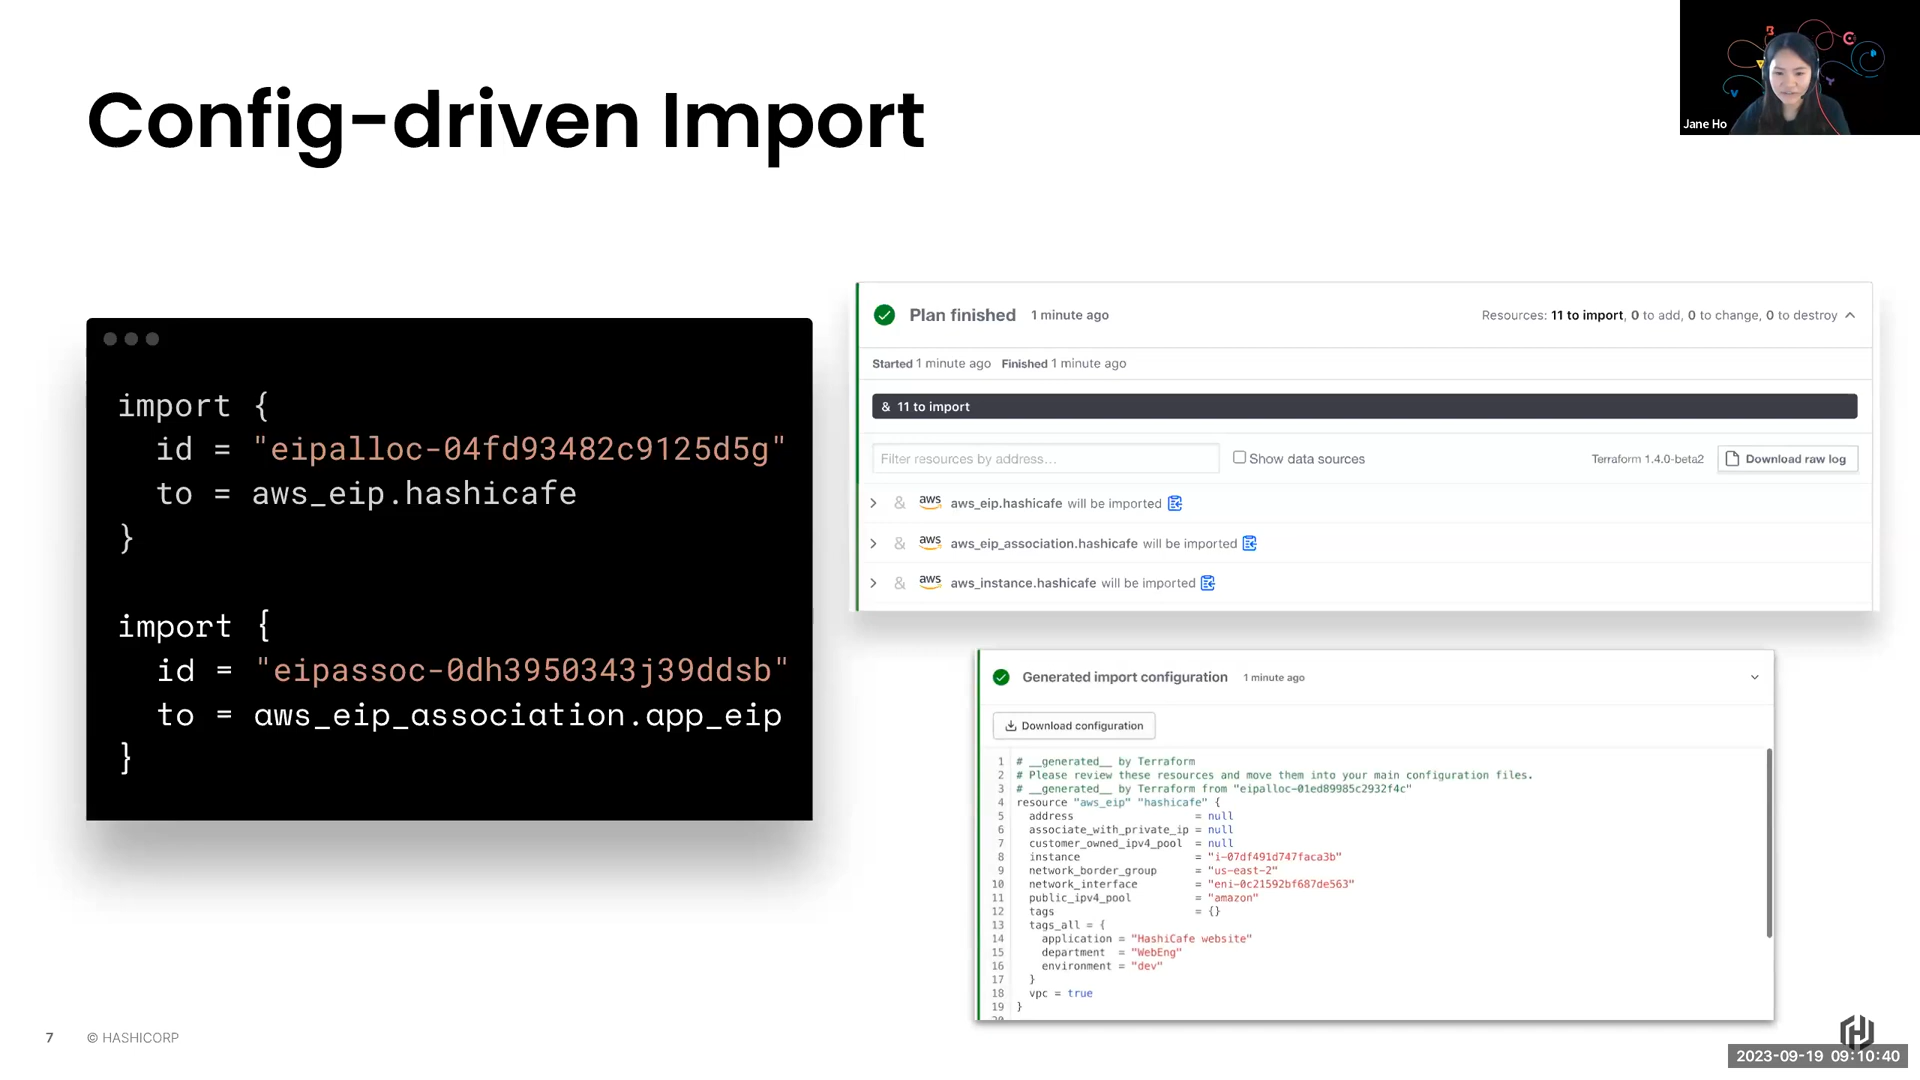 Config-driven Import
Jane Ho
import {
id = "eipalloc-04fd93482c9125d5g"
to = aws_eip.hashicafe
}
import {
id = "eipassoc-0dh3950343j39ddsb"
to = aws_eip_association.app_eip
}
Plan finished 1 minute ago Resources: 11 to import, 0 to add, 0 to change, 0 to destroy
Started 1 minute ago Finished 1 minute ago
& 11 to import
Filter resources by address... Show data sources Terraform 1.4.0-beta2 Download raw log
& aws aws_eip.hashicafe will be imported
& aws aws_eip_association.hashicafe will be imported
& aws aws_instance.hashicafe will be imported
Generated import configuration 1 minute ago
Download configuration
1 # __generated__ by Terraform
2 # Please review these resources and move them into your main configuration files.
3 # __generated__ by Terraform from "eipalloc-01ed89985c2932f4c"
4 resource "aws_eip" "hashicafe" {
5 address = null
6 associate_with_private_ip = null
7 customer_owned_ipv4_pool = null
8 instance = "i-07df491d747faca3b"
9 network_border_group = "us-east-2"
10 network_interface = "eni-0c21592bf687de563"
11 public_ipv4_pool = "amazon"
12 tags = {}
13 tags_all = {
14 application = "HashiCafe website"
15 department = "WebEng"
16 environment = "dev"
17 }
18 vpc = true
19 }
7 © HASHICORP
2023-09-19 09:10:40